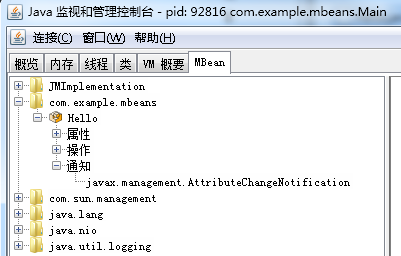 Java 监视和管理控制台 - pid: 92816 com.example.mbeans.Main
连接(C) 窗口(W) 帮助(H)
概览 内存 线程 类 VM 概要 MBean
JMImplementation
com.example.mbeans
Hello
属性
操作
通知
javax.management.AttributeChangeNotification
com.sun.management
java.lang
java.nio
java.util.logging